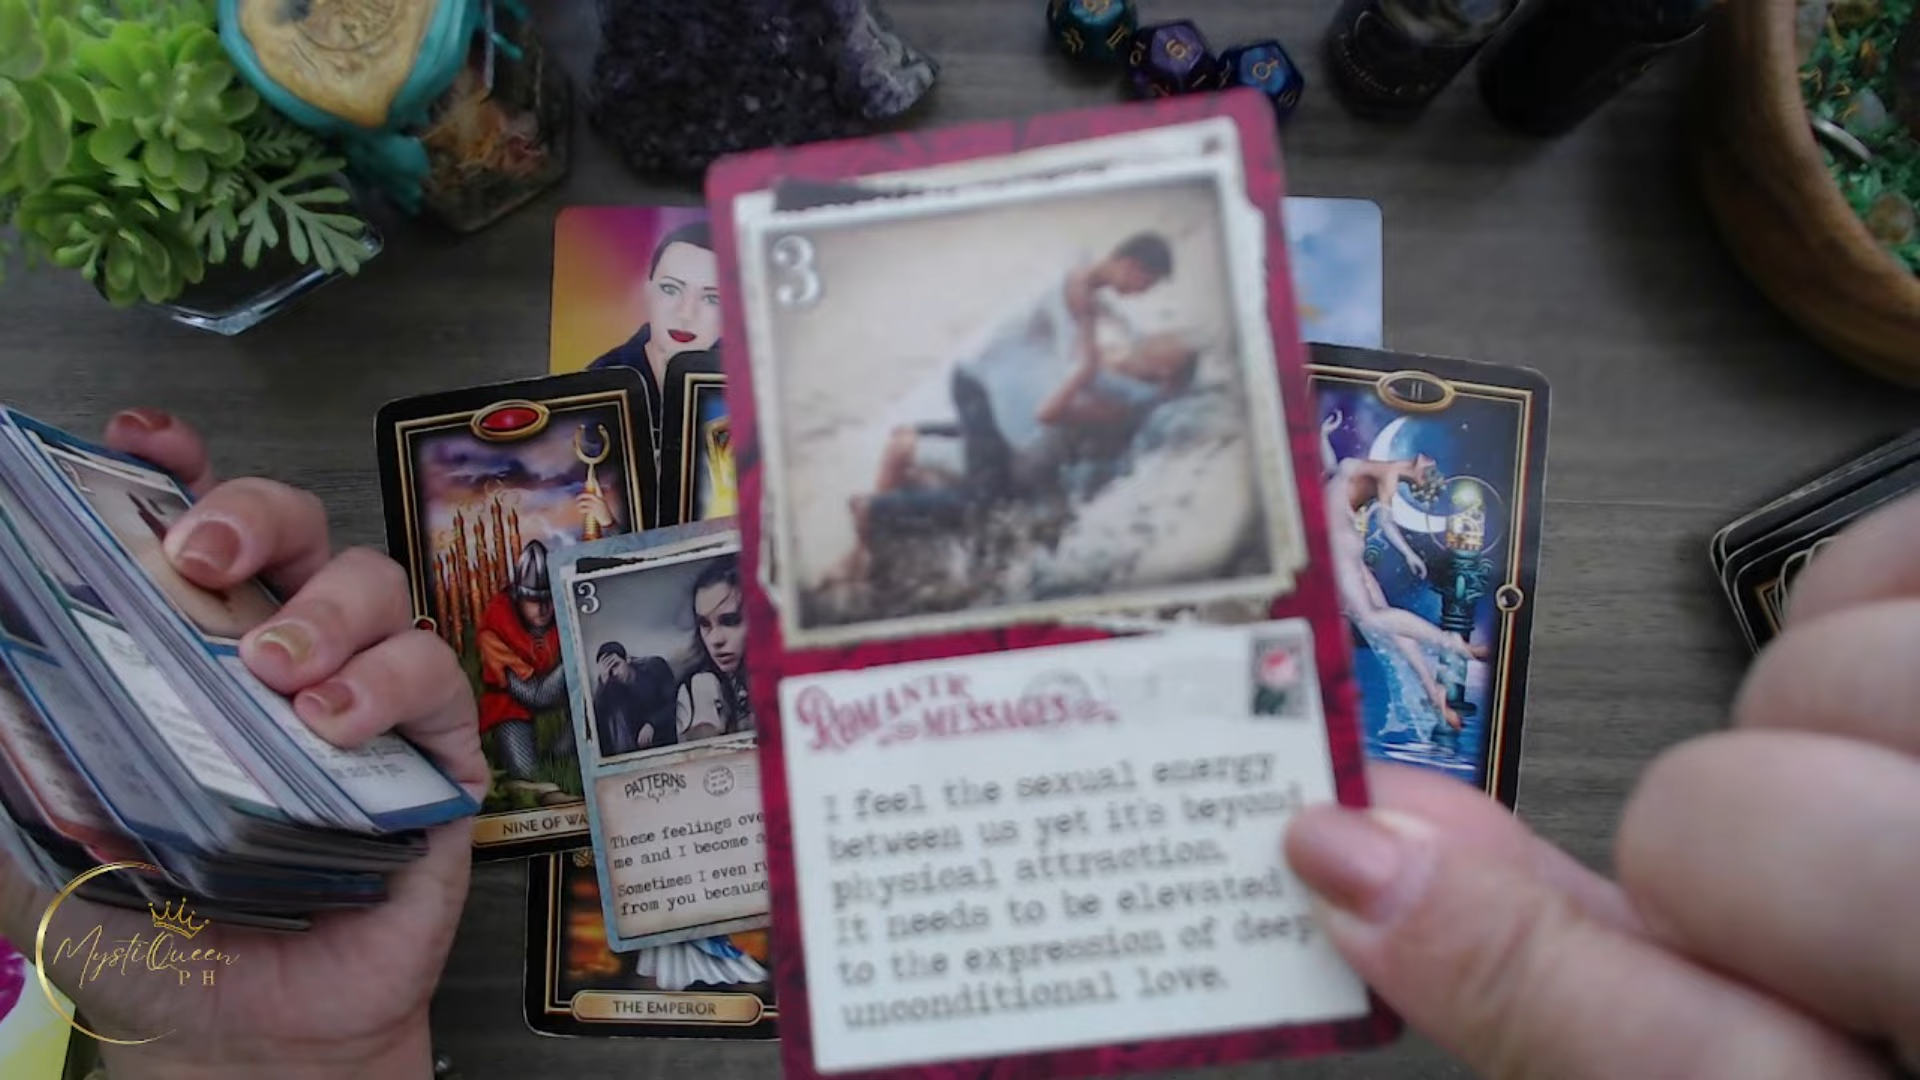 3
ROMANTIC
MESSAGES
I feel the sexual energy
between us yet it's beyond
physical attraction.
It needs to be elevated
to the expression of deep
unconditional love.
3
PATTERNS
These feelings
me and I become
Sometimes I even
from you because
NINE OF
THE EMPEROR
II
MystiQueen
PH